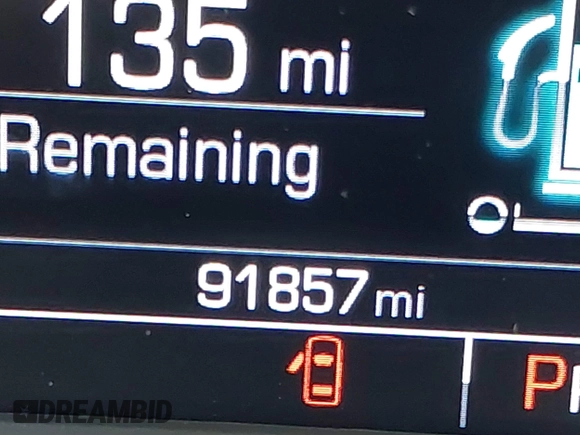 135 mi
Remaining
91857 mi
P
DREAMBID